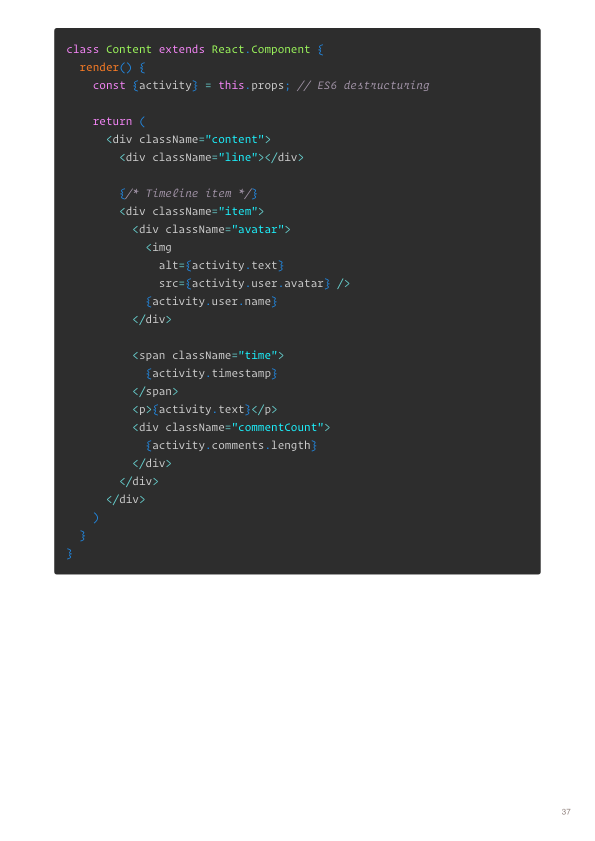 class Content extends React.Component {
  render() {
    const {activity} = this.props; // ES6 destructuring

    return (
      <div className="content">
        <div className="line"></div>

        {/* Timeline item */}
        <div className="item">
          <div className="avatar">
            <img
              alt={activity.text}
              src={activity.user.avatar} />
            {activity.user.name}
          </div>

          <span className="time">
            {activity.timestamp}
          </span>
          <p>{activity.text}</p>
          <div className="commentCount">
            {activity.comments.length}
          </div>
        </div>
      </div>
    )
  }
}
37